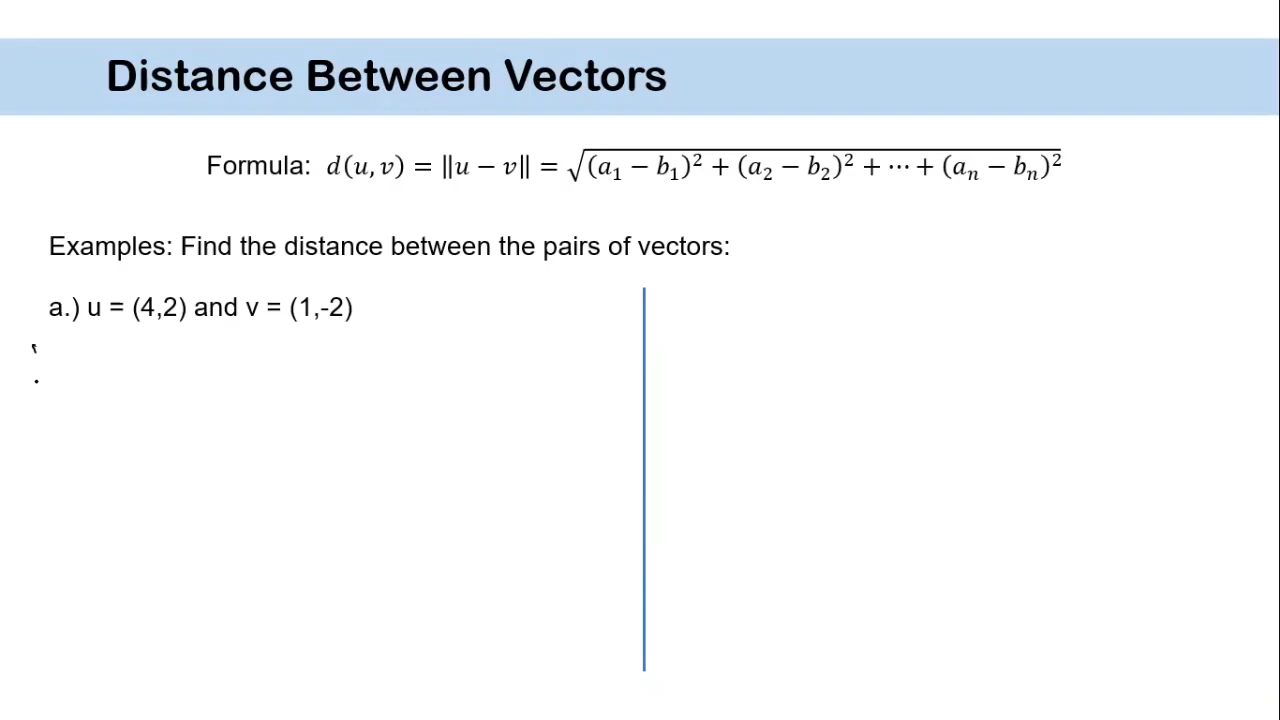 Distance Between Vectors
Formula: 𝑑(𝑢, 𝑣) = ‖𝑢 − 𝑣‖ = √(𝑎₁ − 𝑏₁)² + (𝑎₂ − 𝑏₂)² + ⋯ + (𝑎ₙ − 𝑏ₙ)²
Examples: Find the distance between the pairs of vectors:
a.) u = (4,2) and v = (1,-2)